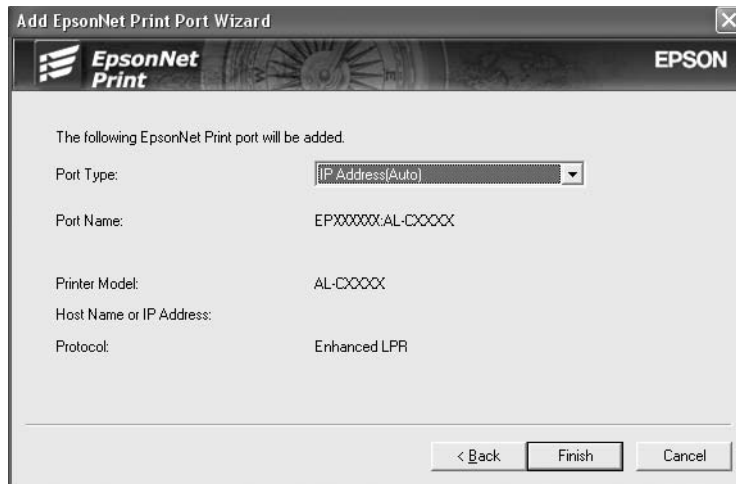 Add EpsonNet Print Port Wizard
EpsonNet
Print
EPSON
The following EpsonNet Print port will be added.
Port Type:
IP Address(Auto)
Port Name:
EPXXXXXX:AL-CXXXX
Printer Model:
AL-CXXXX
Host Name or IP Address:
Protocol:
Enhanced LPR
< Back
Finish
Cancel